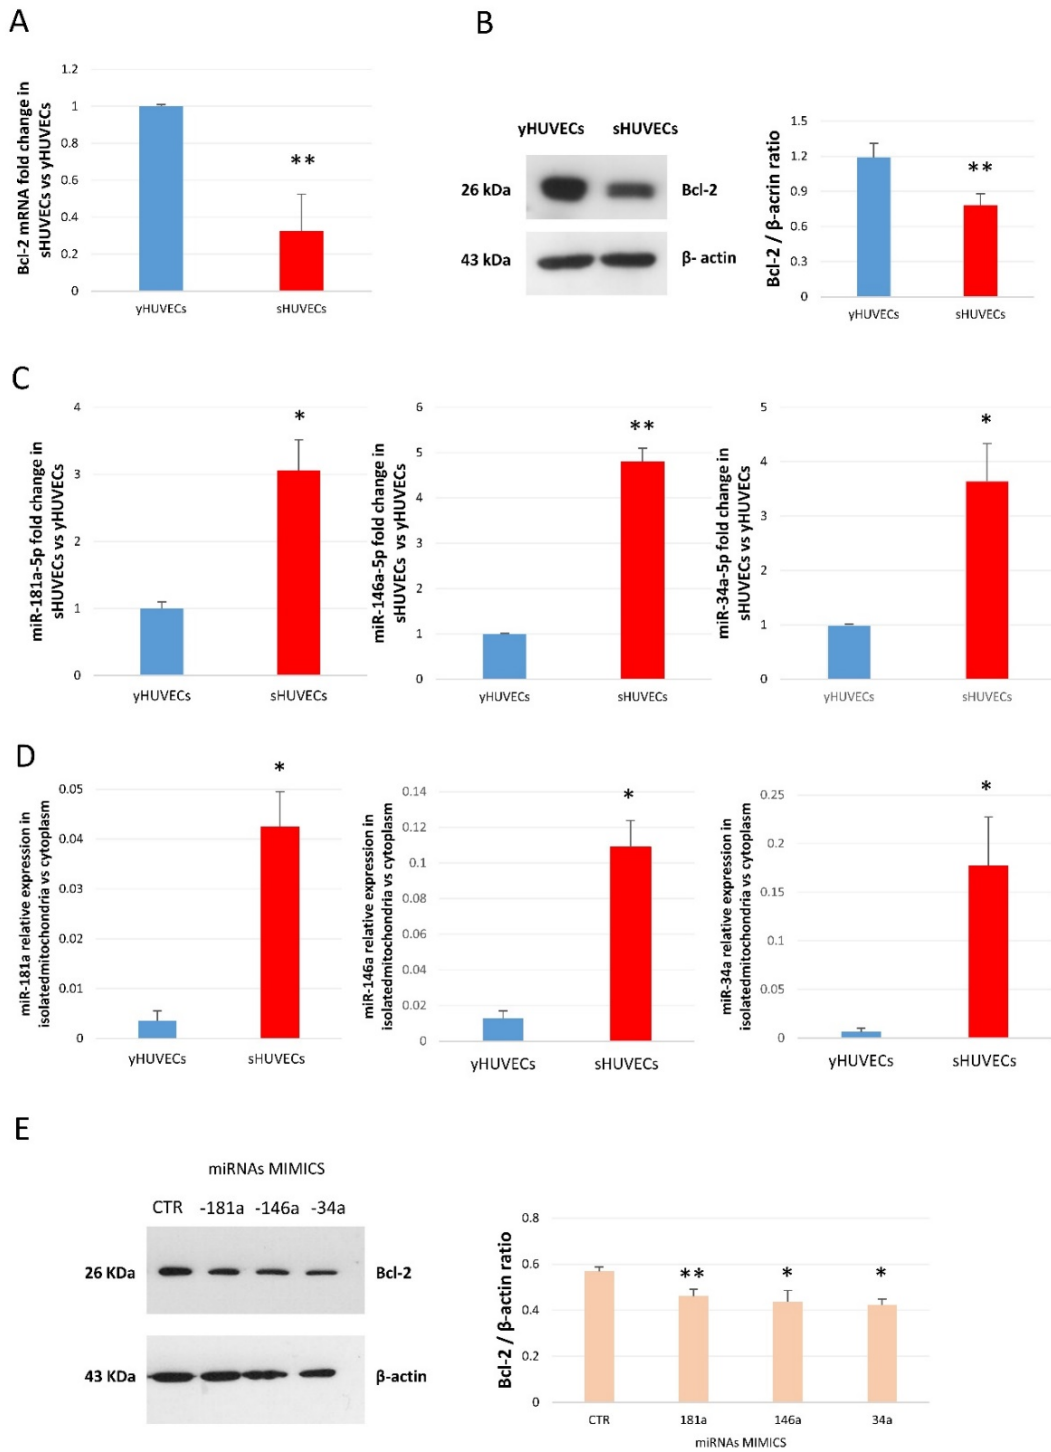 A
Bcl-2 mRNA fold change in
sHUVECs vs yHUVECs
1.2
1
0.8
0.6
0.4
0.2
0
**
yHUVECs
sHUVECs
B
yHUVECs sHUVECs
26 kDa
Bcl-2
43 kDa
β- actin
Bcl-2 / β-acrin ratio
1.5
1.2
0.9
0.6
0.3
0
**
yHUVECs
sHUVECs
C
miR-181a-5p fold change in
sHUVECs vs yHUVECs
4
3
2
1
0
*
yHUVECs
sHUVECs
miR-146a-5p fold change in
sHUVECs vs yHUVECs
6
5
4
3
2
1
0
**
yHUVECs
sHUVECs
miR-34a-5p fold change in
sHUVECs vs yHUVECs
5
4
3
2
1
0
*
yHUVECs
sHUVECs
D
miR-181a relative expression in
isolatedmitochondria vs cytoplasm
0.05
0.04
0.03
0.02
0.01
0
*
yHUVECs
sHUVECs
miR-146a relative expression in
isolatedmitochondria vs cytoplasm
0.14
0.12
0.1
0.08
0.06
0.04
0.02
0
*
yHUVECs
sHUVECs
miR-34a relative expression in
isolatedmitochondria vs cytoplasm
0.25
0.2
0.15
0.1
0.05
0
*
yHUVECs
sHUVECs
E
miRNAs MIMICS
CTR -181a -146a -34a
26 KDa
Bcl-2
43 KDa
β-actin
Bcl-2 / β-actin ratio
0.8
0.6
0.4
0.2
0
** * *
CTR 181a 146a 34a
miRNAs MIMICS